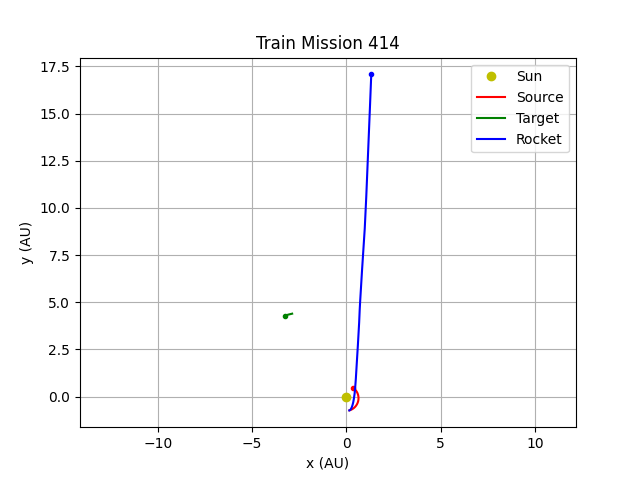 Train Mission 414
17.5
15.0
12.5
10.0
7.5
5.0
2.5
0.0
y (AU)
−10
−5
0
5
10
x (AU)
Sun
Source
Target
Rocket